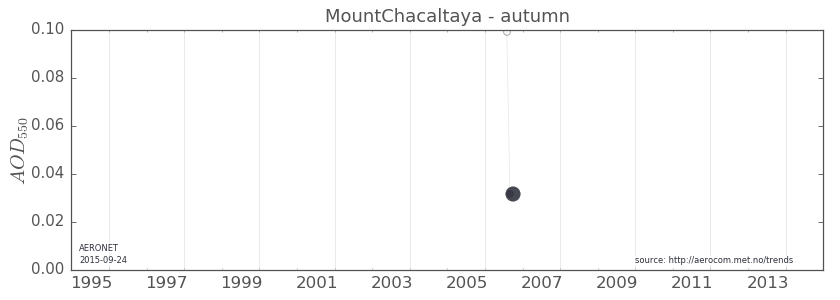 MountChacaltaya - autumn
0.10
0.08
0.06
0.04
0.02
0.00
AOD550
AERONET
2015-09-24
source: http://aerocom.met.no/trends
1995 1997 1999 2001 2003 2005 2007 2009 2011 2013